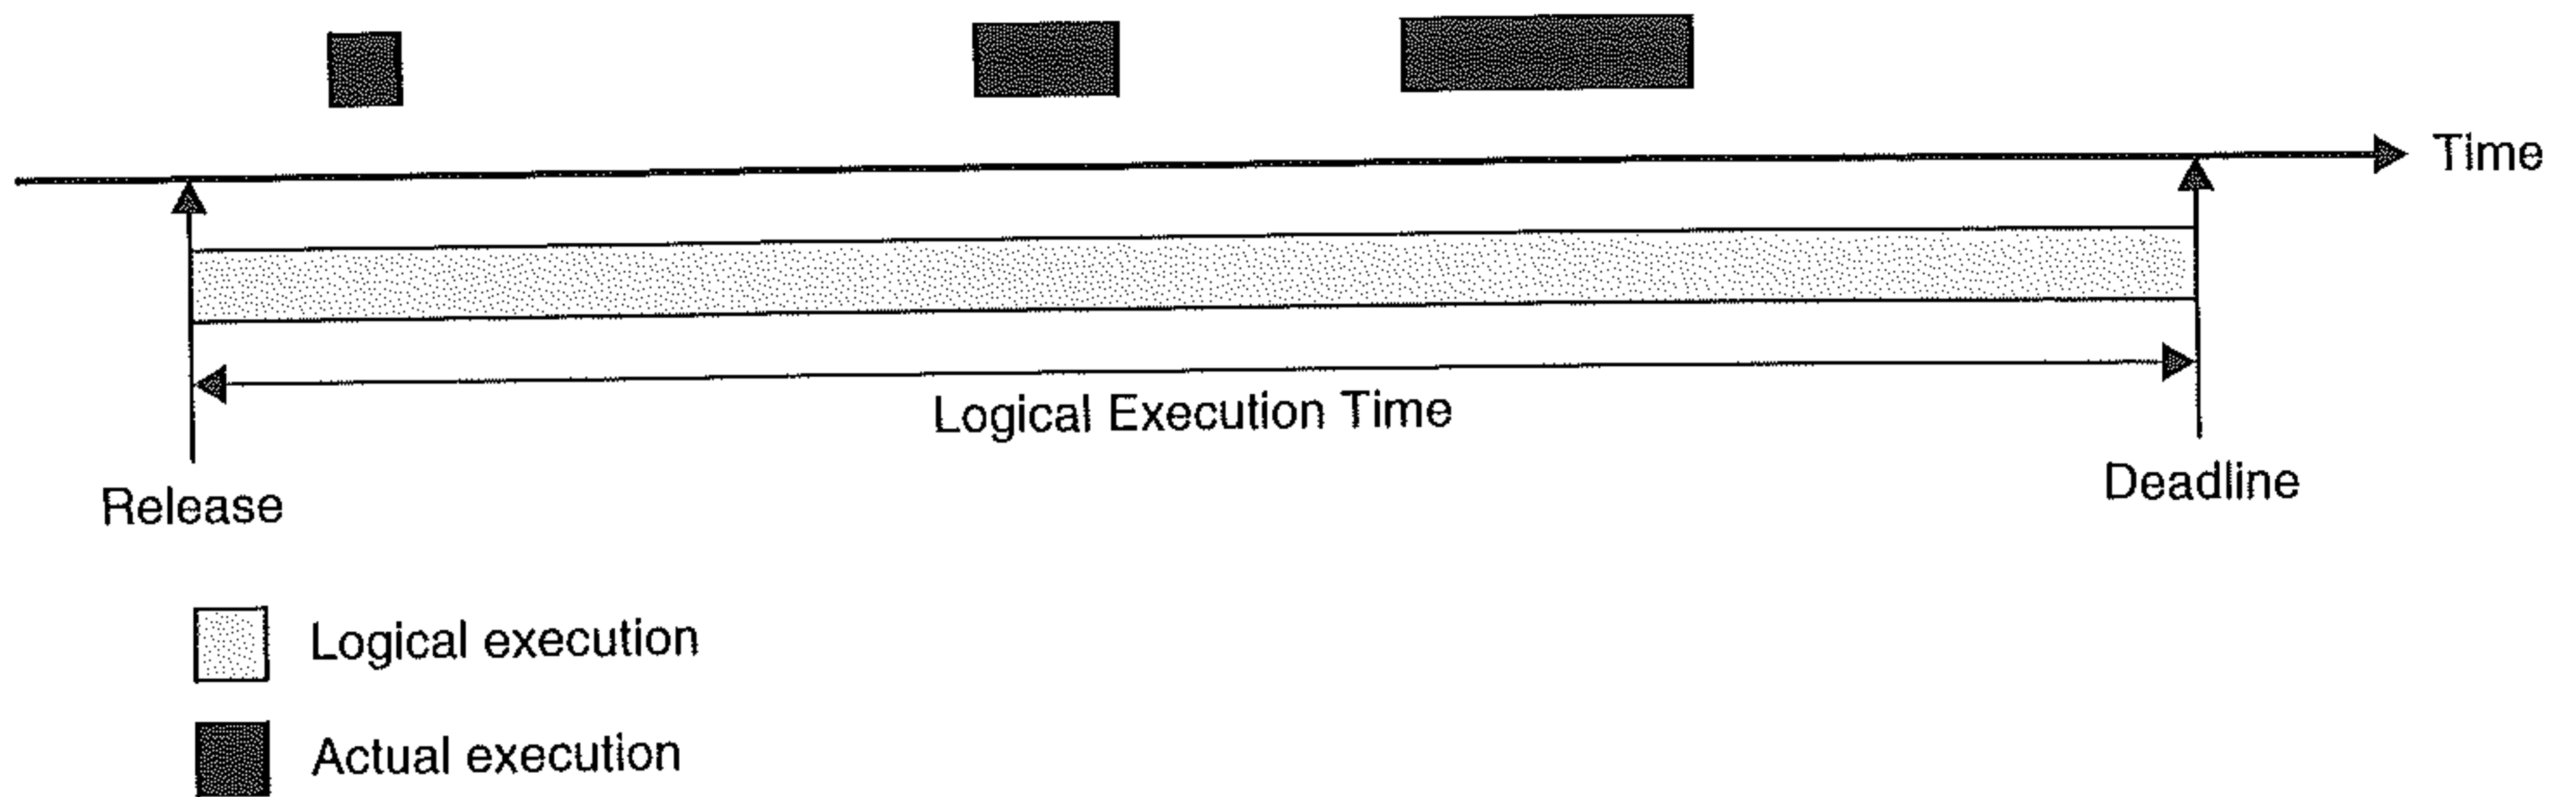 Time
Logical Execution Time
Release
Deadline
Logical execution
Actual execution